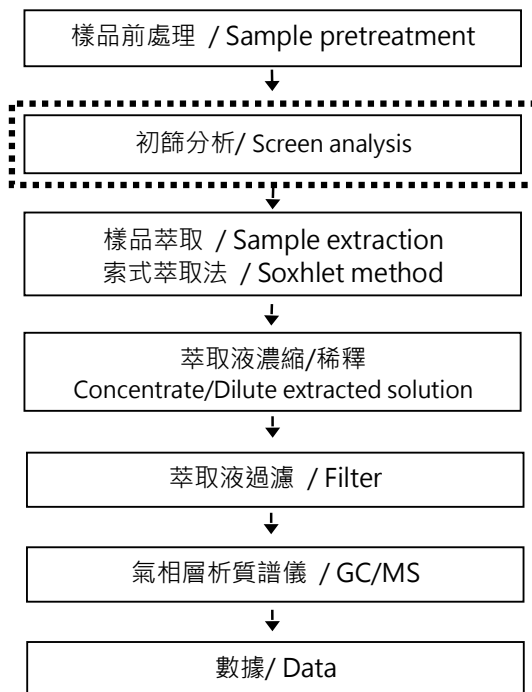 樣品前處理 / Sample pretreatment
初篩分析/ Screen analysis
樣品萃取 / Sample extraction
索式萃取法 / Soxhlet method
萃取液濃縮/稀釋
Concentrate/Dilute extracted solution
萃取液過濾 / Filter
氣相層析質譜儀 / GC/MS
數據/ Data